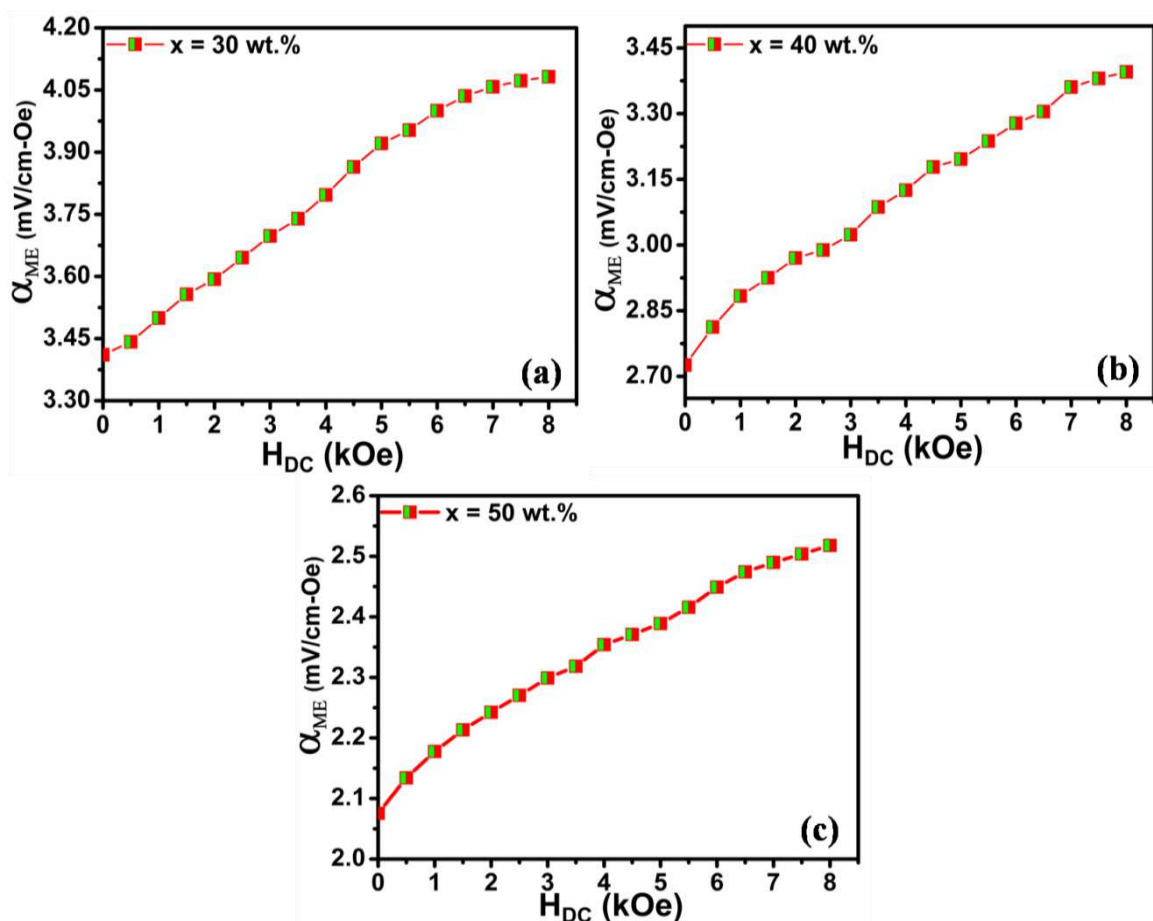 x = 30 wt.%
4.20
4.05
3.90
3.75
3.60
3.45
3.30
αME (mV/cm-Oe)
0 1 2 3 4 5 6 7 8
HDC (kOe)
(a)
x = 40 wt.%
3.45
3.30
3.15
3.00
2.85
2.70
αME (mV/cm-Oe)
0 1 2 3 4 5 6 7 8
HDC (kOe)
(b)
x = 50 wt.%
2.6
2.5
2.4
2.3
2.2
2.1
2.0
αME (mV/cm-Oe)
0 1 2 3 4 5 6 7 8
HDC (kOe)
(c)